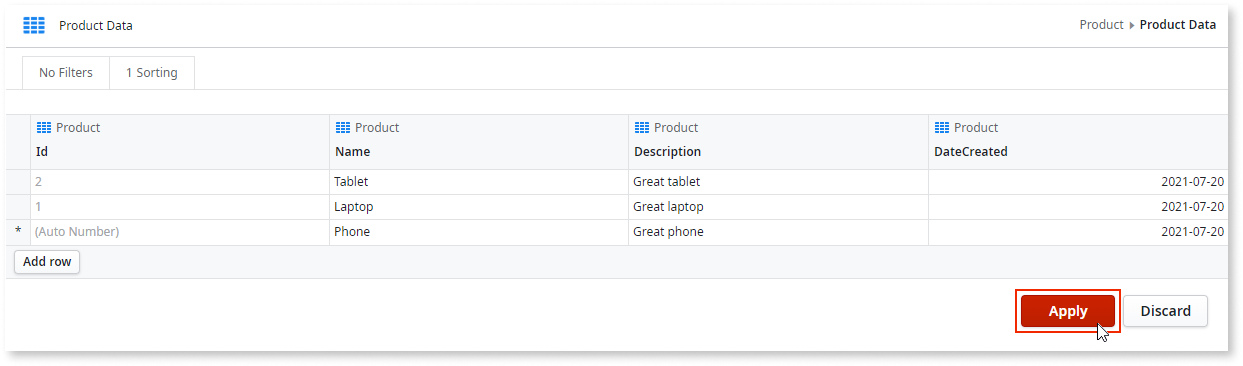 Product Data
Product ▸ Product Data
No Filters 1 Sorting
Product Product Product Product
Id Name Description DateCreated
2 Tablet Great tablet 2021-07-20
1 Laptop Great laptop 2021-07-20
* (Auto Number) Phone Great phone 2021-07-20
Add row
Apply Discard